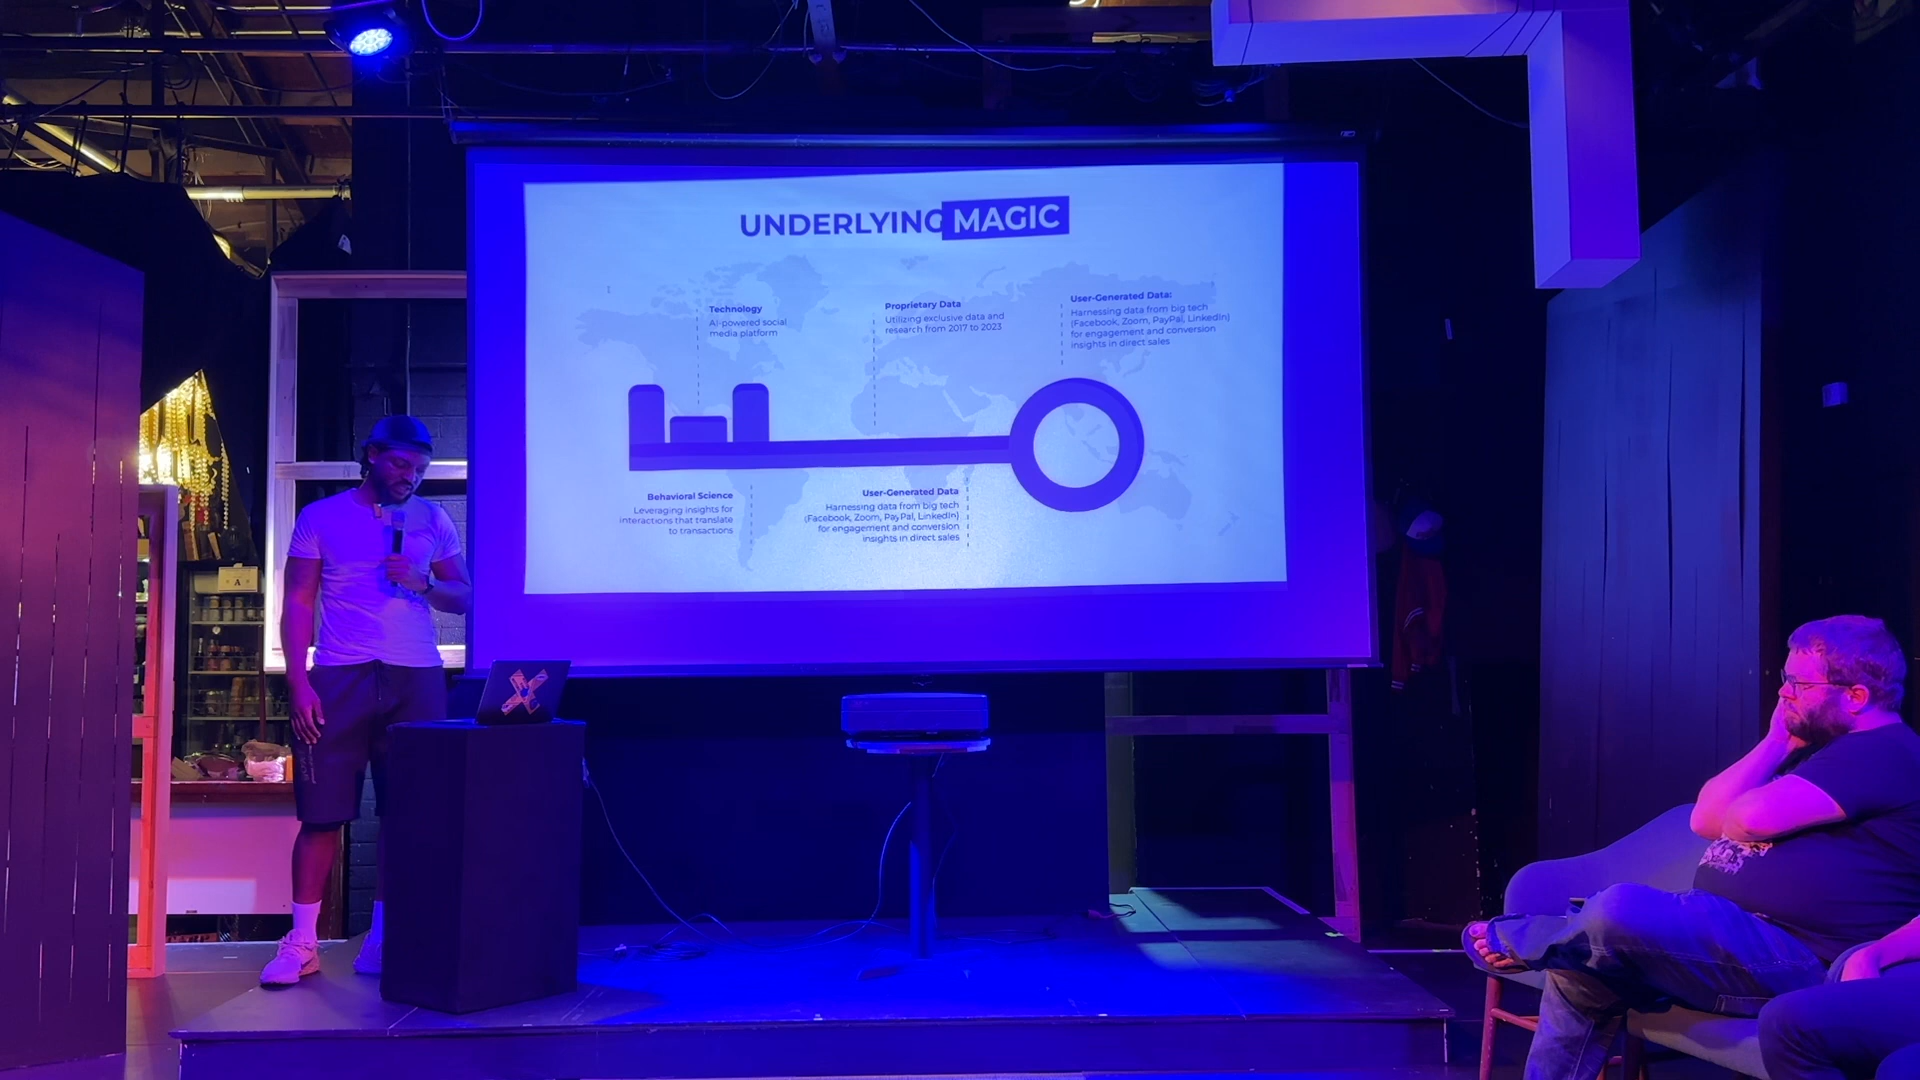 UNDERLYING MAGIC
Technology
AI-powered social
media platform
Proprietary Data
Utilizing exclusive data and
research from 2017 to 2023
User-Generated Data:
Harnessing data from big tech
(Facebook, Zoom, PayPal, LinkedIn)
for engagement and conversion
insights in direct sales
Behavioral Science
Leveraging insights for
interactions that translate
to transactions
User-Generated Data
Harnessing data from big tech
(Facebook, Zoom, PayPal, LinkedIn)
for engagement and conversion
insights in direct sales
A